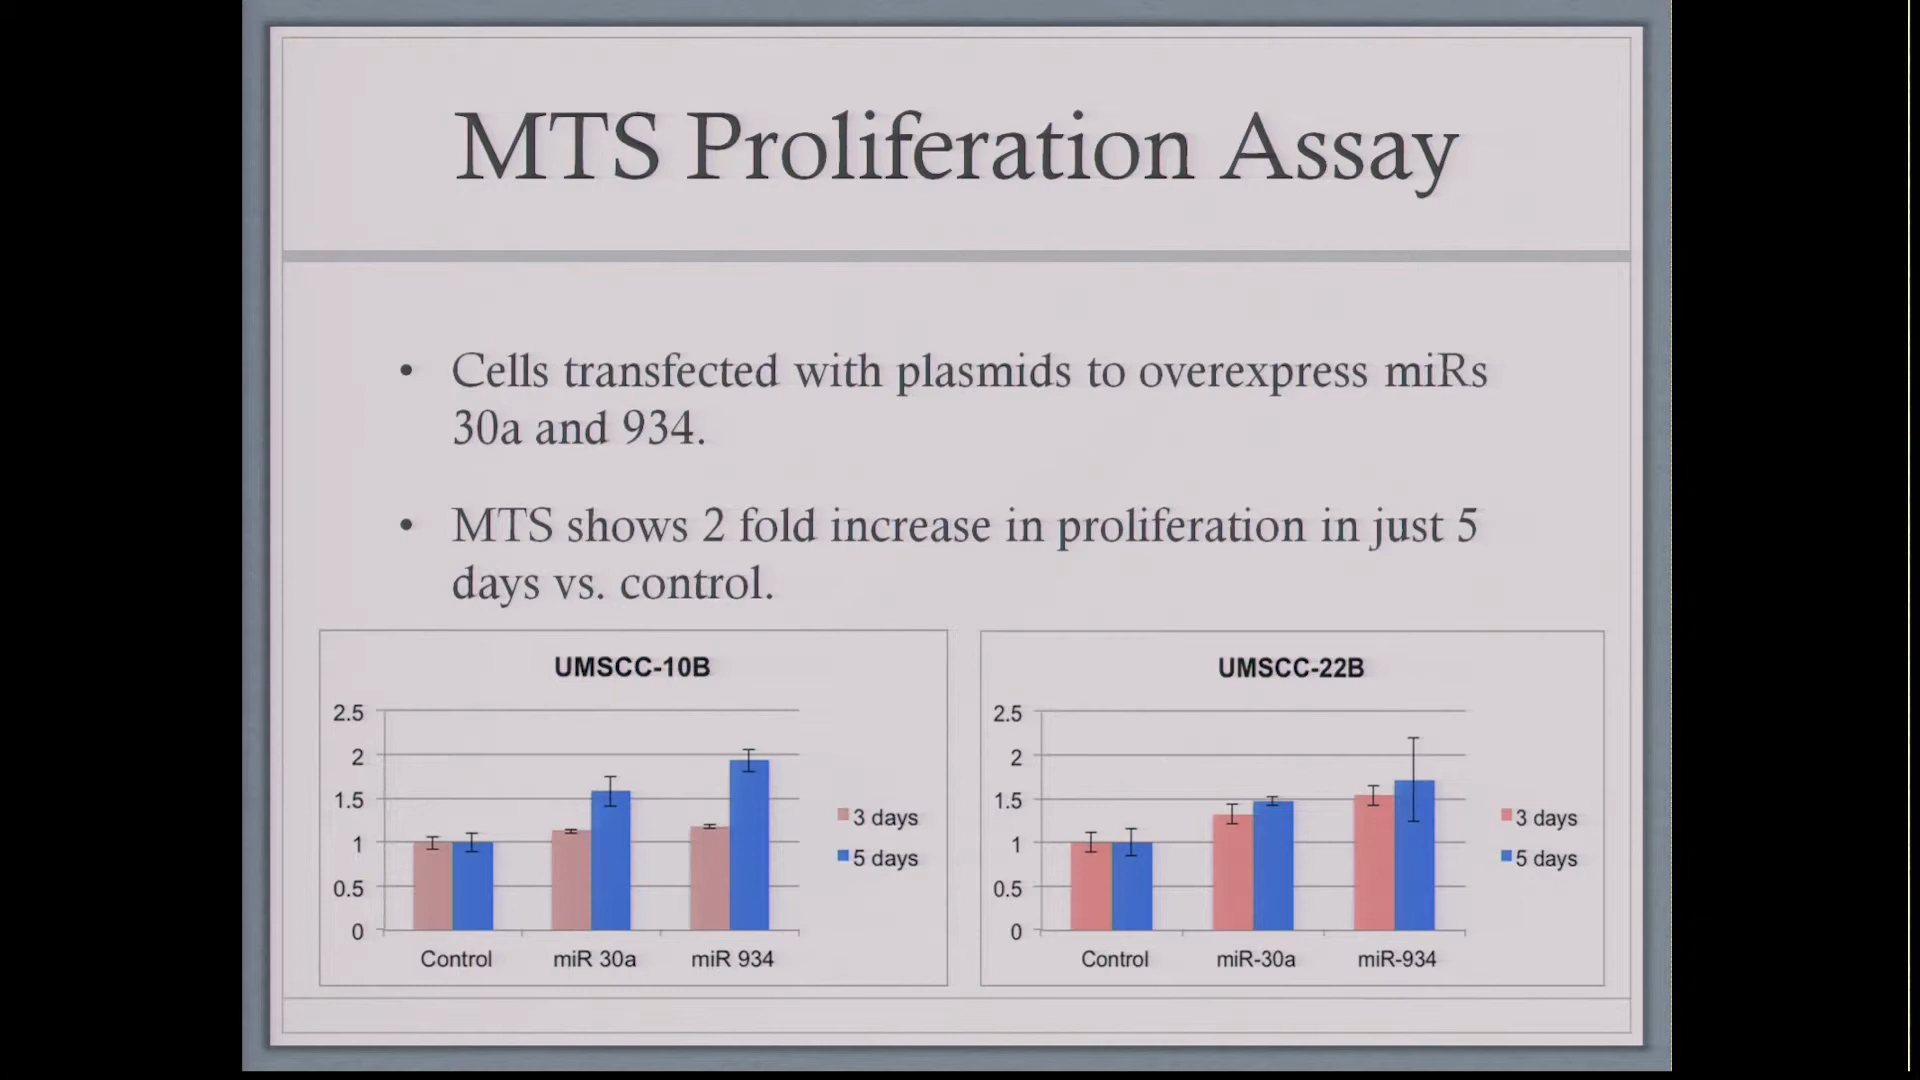 MTS Proliferation Assay
• Cells transfected with plasmids to overexpress miRs
30a and 934.
• MTS shows 2 fold increase in proliferation in just 5
days vs. control.
UMSCC-10B
2.5
2
1.5
1
0.5
0
Control miR 30a miR 934
3 days
5 days
UMSCC-22B
2.5
2
1.5
1
0.5
0
Control miR-30a miR-934
3 days
5 days